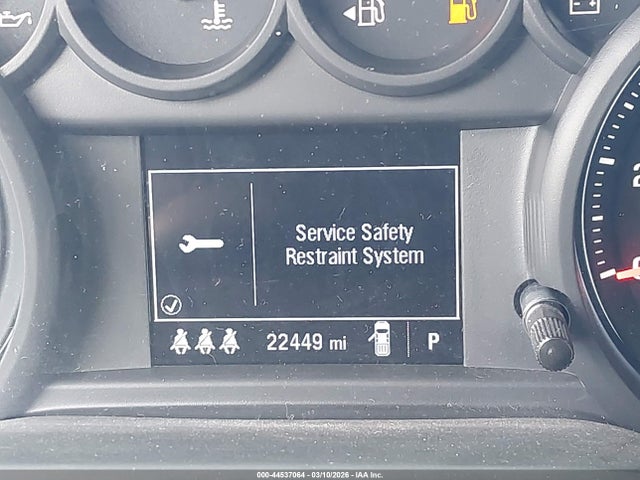 Service Safety
Restraint System
22449 mi
P
000-44537064 - 03/10/2026 - IAA Inc.